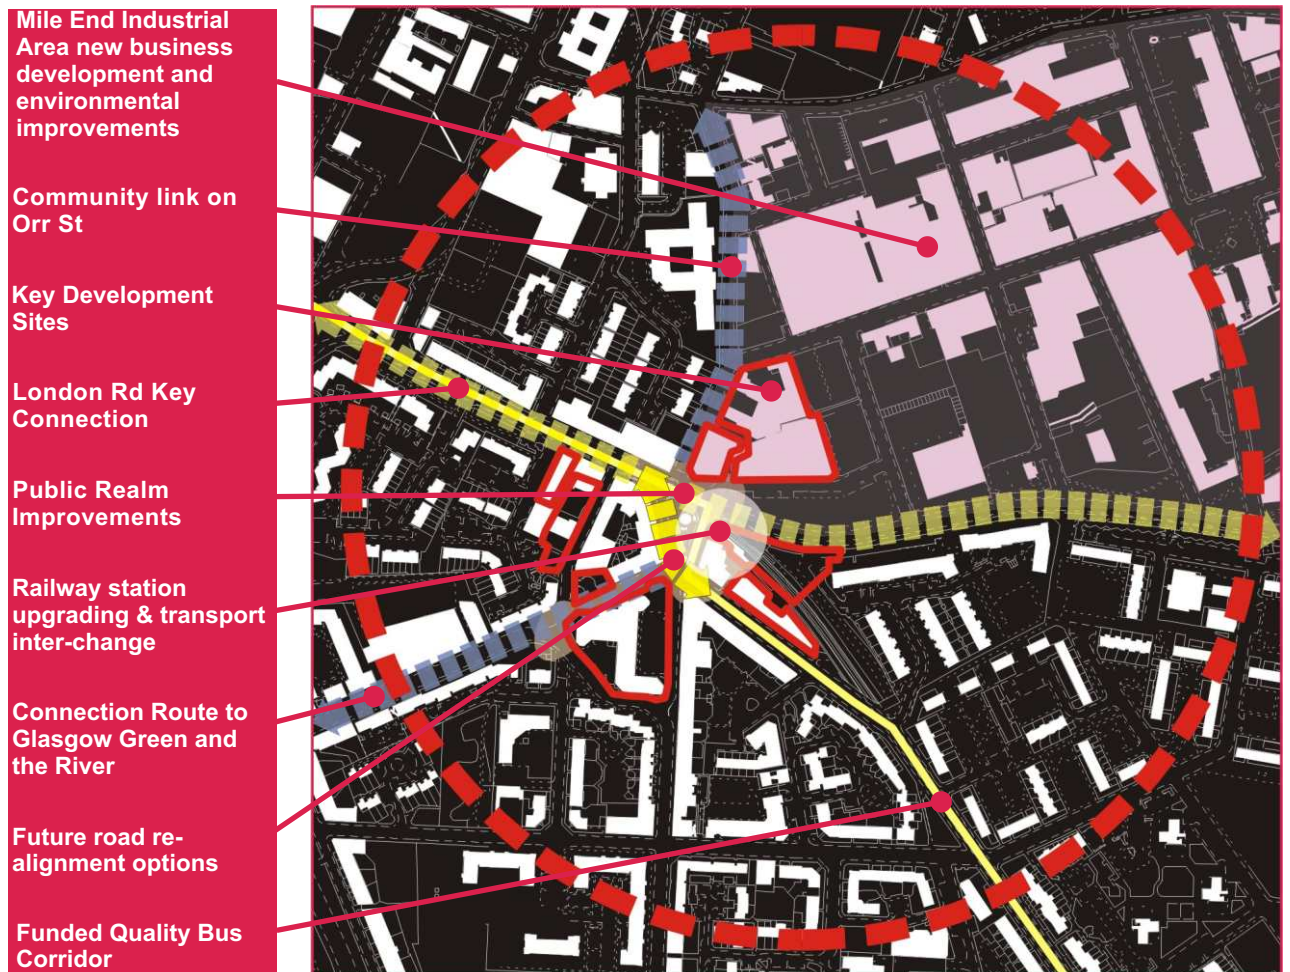 Mile End Industrial
Area new business
development and
environmental
improvements
Community link on
Orr St
Key Development
Sites
London Rd Key
Connection
Public Realm
Improvements
Railway station
upgrading & transport
inter-change
Connection Route to
Glasgow Green and
the River
Future road re-
alignment options
Funded Quality Bus
Corridor